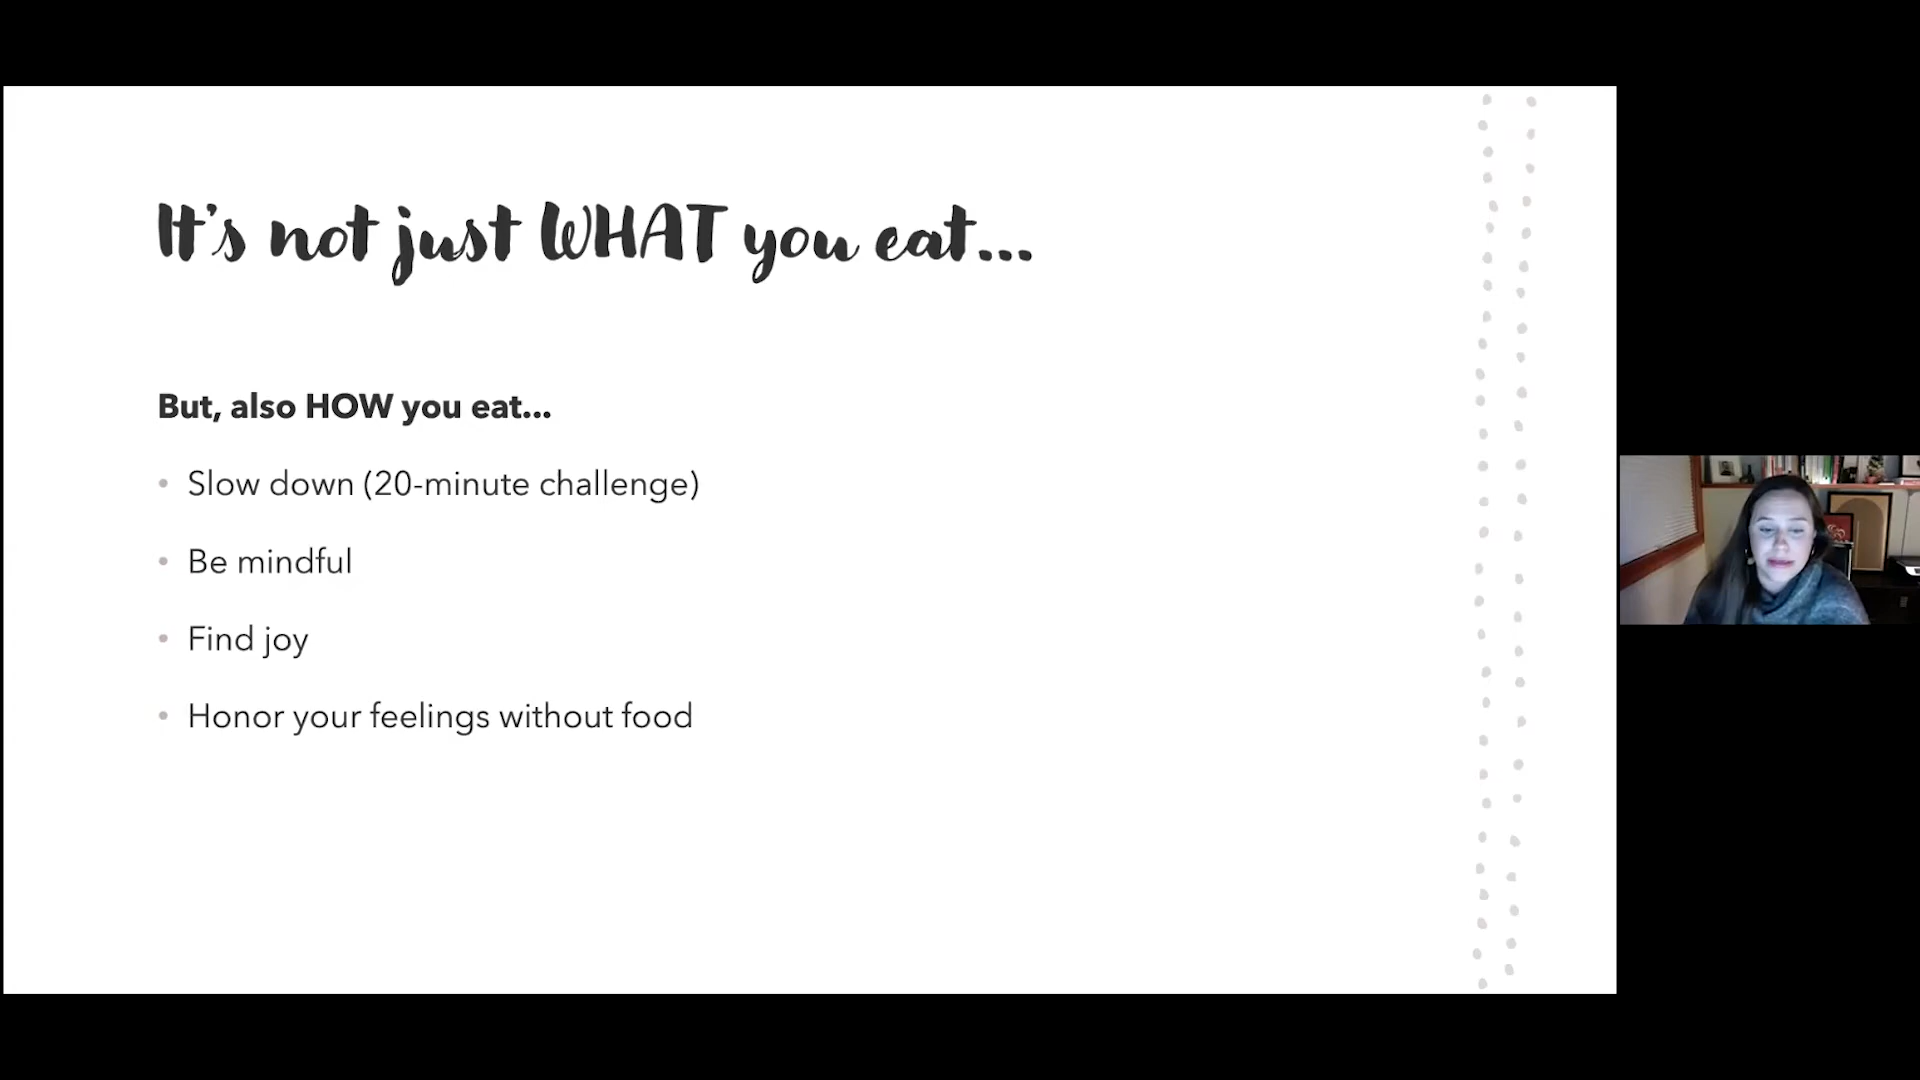 It's not just WHAT you eat...
But, also HOW you eat...
• Slow down (20-minute challenge)
• Be mindful
• Find joy
• Honor your feelings without food